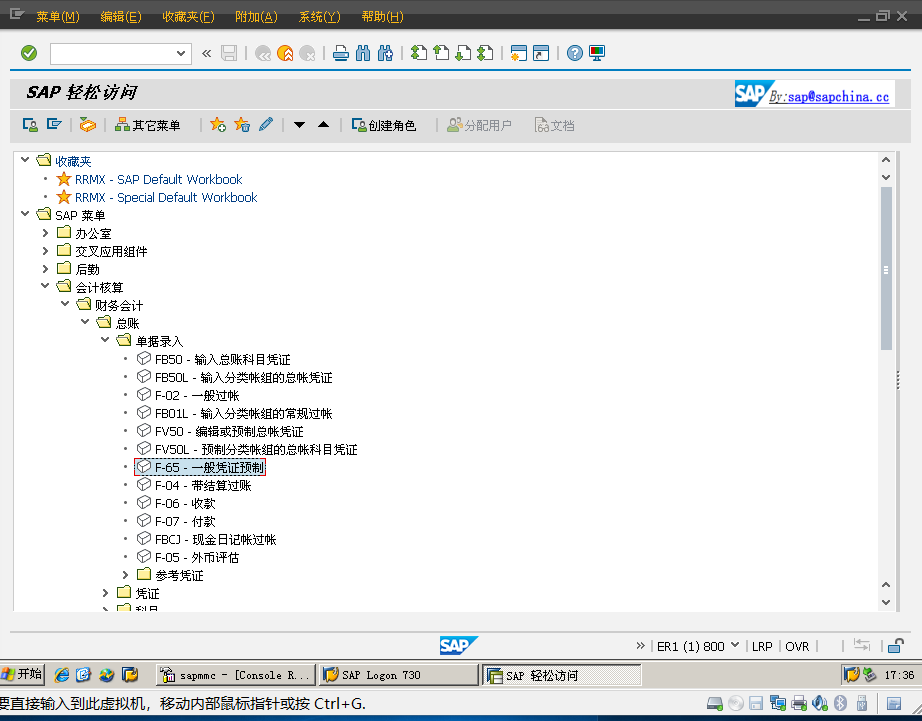 菜单(M) 编辑(E) 收藏夹(F) 附加(A) 系统(Y) 帮助(H)
SAP 轻松访问
SAP By:sap@sapchina.cc
其它菜单 创建角色 分配用户 文档
收藏夹
RRMX - SAP Default Workbook
RRMX - Special Default Workbook
SAP 菜单
办公室
交叉应用组件
后勤
会计核算
财务会计
总账
单据录入
FB50 - 输入总账科目凭证
FB50L - 输入分类帐组的总帐凭证
F-02 - 一般过帐
FB01L - 输入分类帐组的常规过帐
FV50 - 编辑或预制总帐凭证
FV50L - 预制分类帐组的总帐科目凭证
F-65 - 一般凭证预制
F-04 - 带结算过账
F-06 - 收款
F-07 - 付款
FBCJ - 现金日记帐过帐
F-05 - 外币评估
参考凭证
凭证
科目
SAP
ER1 (1) 800 LRP OVR
开始 sapmmc - [Console R... SAP Logon 730 SAP 轻松访问 17:36
要直接输入到此虚拟机，移动内部鼠标指针或按 Ctrl+G.